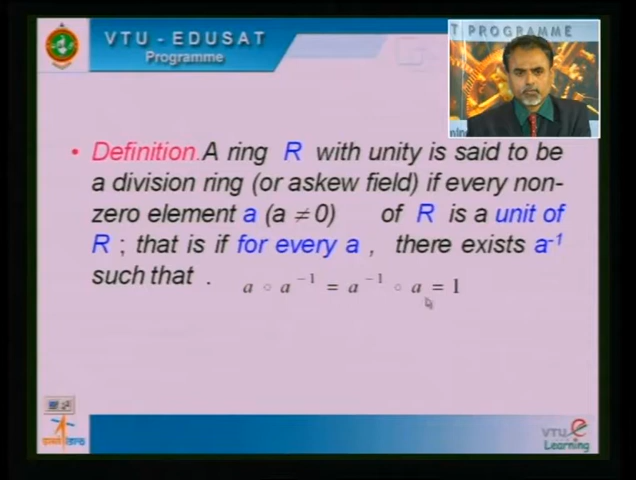 VTU - EDUSAT
Programme
T PROGRAMME
• Definition. A ring R with unity is said to be
a division ring (or askew field) if every non-
zero element a (a ≠ 0) of R is a unit of
R ; that is if for every a , there exists a⁻¹
such that . a ∘ a⁻¹ = a⁻¹ ∘ a = 1
VTU e
Learning